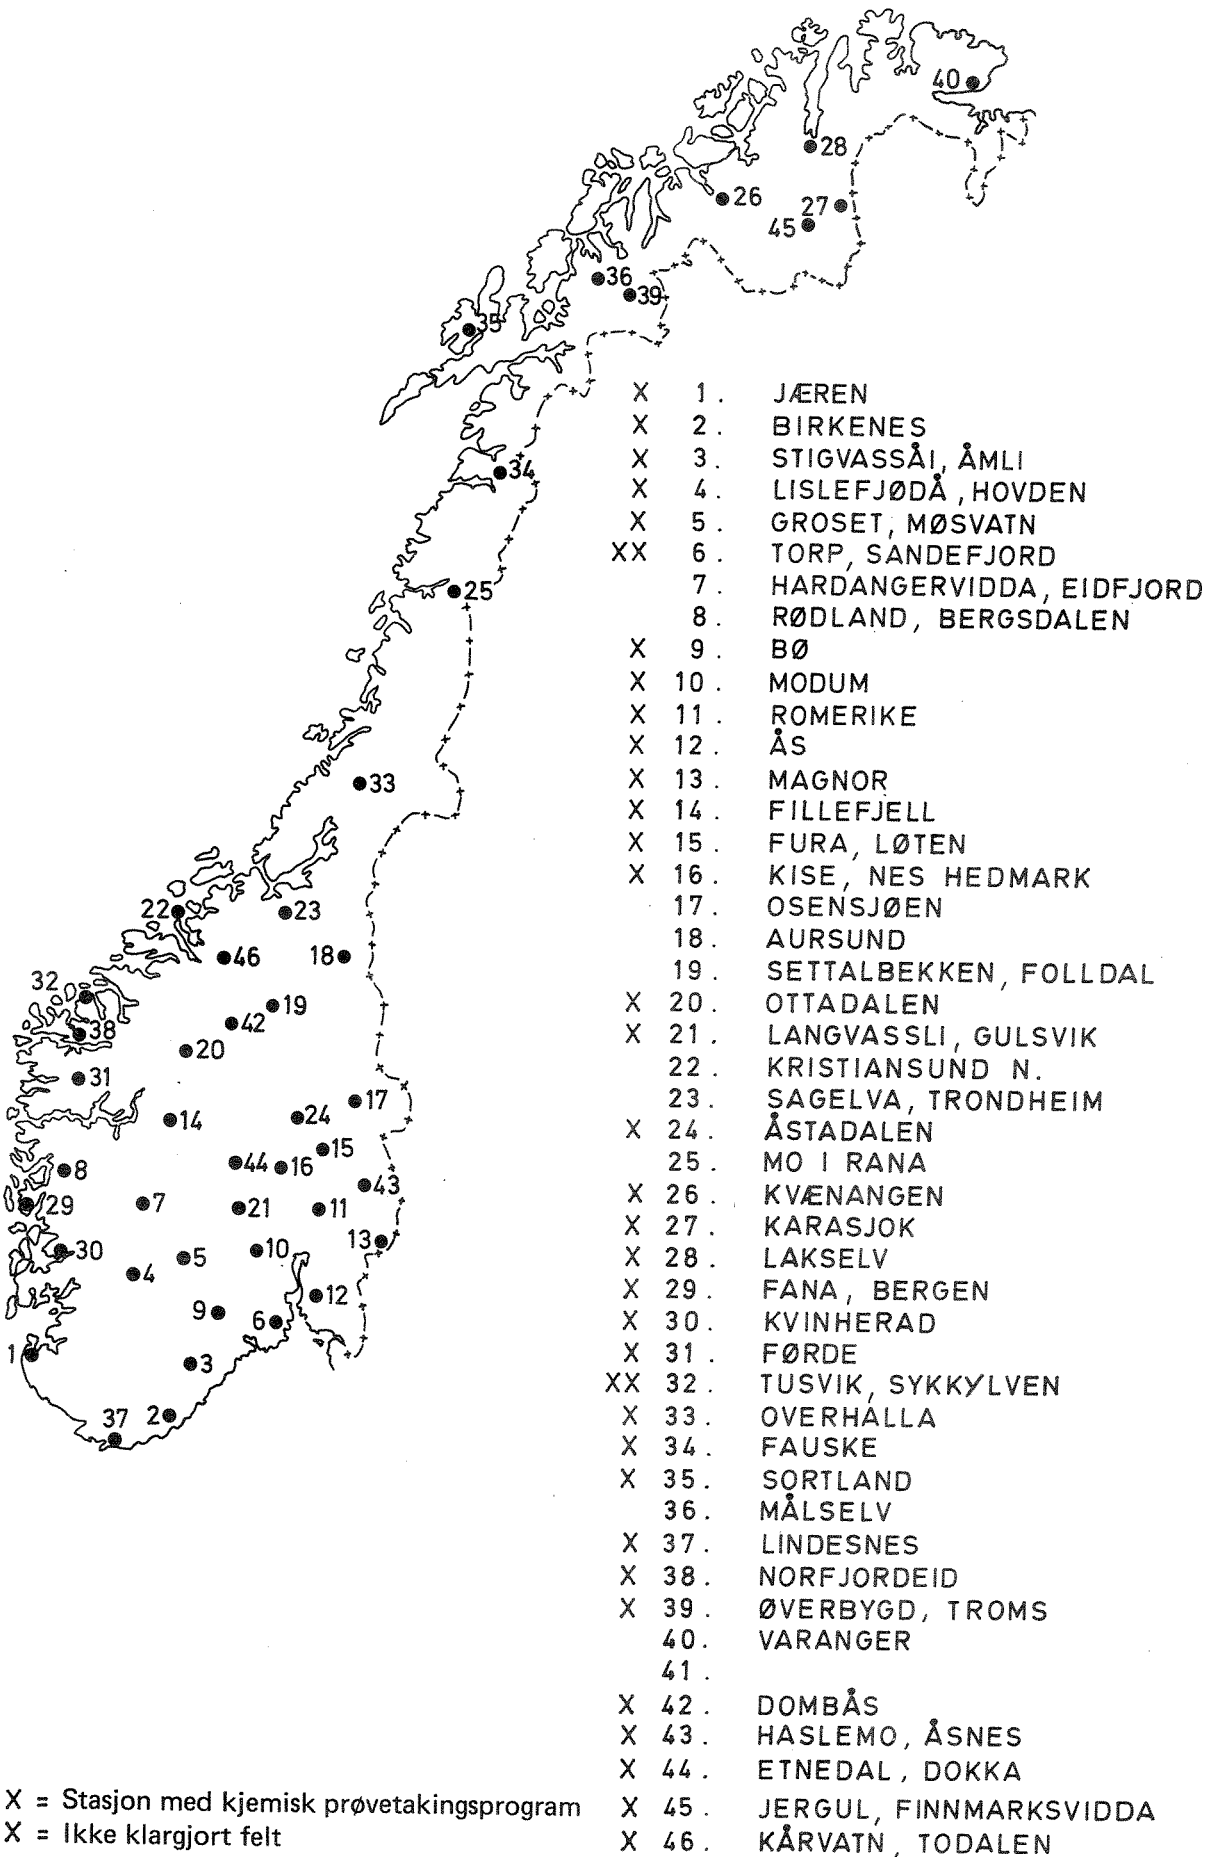 40
28
26
27
45
36
39
35
34
25
33
22
23
46
18
32
19
42
38
20
31
17
24
14
15
44
16
8
43
29
7
21
11
13
30
10
5
4
12
9
6
1
3
37
2
X 1. JÆREN
X 2. BIRKENES
X 3. STIGVASSÅI, ÅMLI
X 4. LISLEFJØDÅ, HOVDEN
X 5. GROSET, MØSVATN
XX 6. TORP, SANDEFJORD
7. HARDANGERVIDDA, EIDFJORD
8. RØDLAND, BERGSDALEN
X 9. BØ
X 10. MODUM
X 11. ROMERIKE
X 12. ÅS
X 13. MAGNOR
X 14. FILLEFJELL
X 15. FURA, LØTEN
X 16. KISE, NES HEDMARK
17. OSENSJØEN
18. AURSUND
19. SETTALBEKKEN, FOLLDAL
X 20. OTTADALEN
X 21. LANGVASSLI, GULSVIK
22. KRISTIANSUND N.
23. SAGELVA, TRONDHEIM
X 24. ÅSTADALEN
25. MO I RANA
X 26. KVÆNANGEN
X 27. KARASJOK
X 28. LAKSELV
X 29. FANA, BERGEN
X 30. KVINHERAD
X 31. FØRDE
XX 32. TUSVIK, SYKKYLVEN
X 33. OVERHALLA
X 34. FAUSKE
X 35. SORTLAND
36. MÅLSELV
X 37. LINDESNES
X 38. NORFJORDEID
X 39. ØVERBYGD, TROMS
40. VARANGER
41.
X 42. DOMBÅS
X 43. HASLEMO, ÅSNES
X 44. ETNEDAL, DOKKA
X 45. JERGUL, FINNMARKSVIDDA
X 46. KÅRVATN, TODALEN
X = Stasjon med kjemisk prøvetakingsprogram
X = Ikke klargjort felt